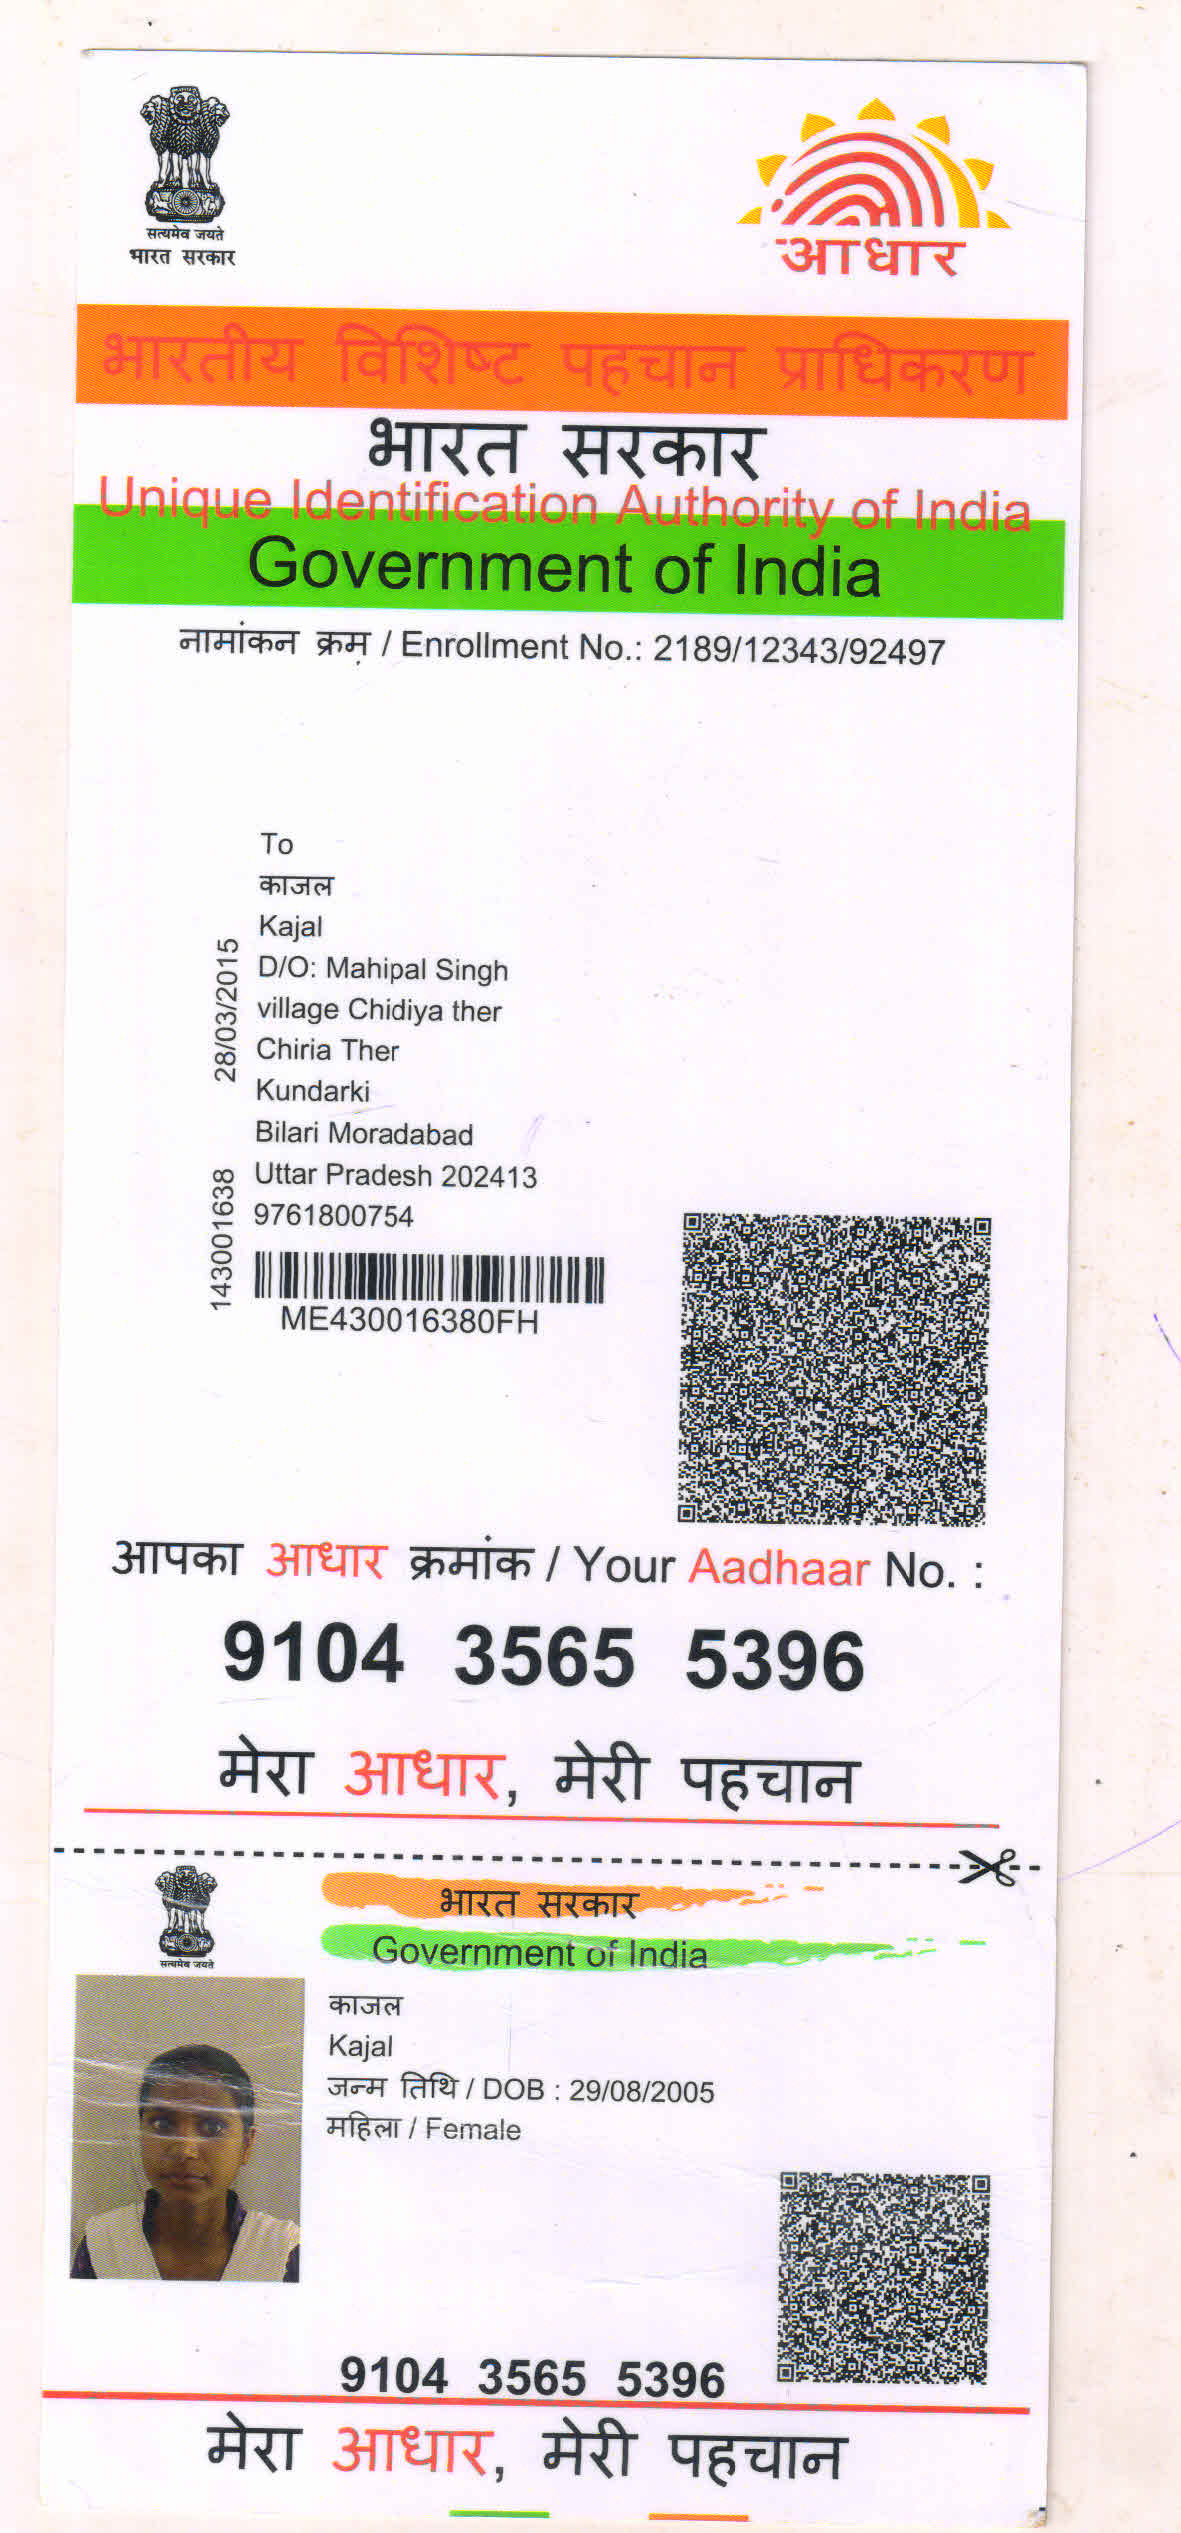 सत्यमेव जयते
भारत सरकार
आधार
भारतीय विशिष्ट पहचान प्राधिकरण
भारत सरकार
Unique Identification Authority of India
Government of India
नामांकन क्रम / Enrollment No.: 2189/12343/92497
To
काजल
Kajal
D/O: Mahipal Singh
village Chidiya ther
Chiria Ther
Kundarki
Bilari Moradabad
Uttar Pradesh 202413
9761800754
28/03/2015
143001638
ME430016380FH
आपका आधार क्रमांक / Your Aadhaar No. :
9104 3565 5396
मेरा आधार, मेरी पहचान
सत्यमेव जयते
भारत सरकार
Government of India
काजल
Kajal
जन्म तिथि / DOB : 29/08/2005
महिला / Female
9104 3565 5396
मेरा आधार, मेरी पहचान